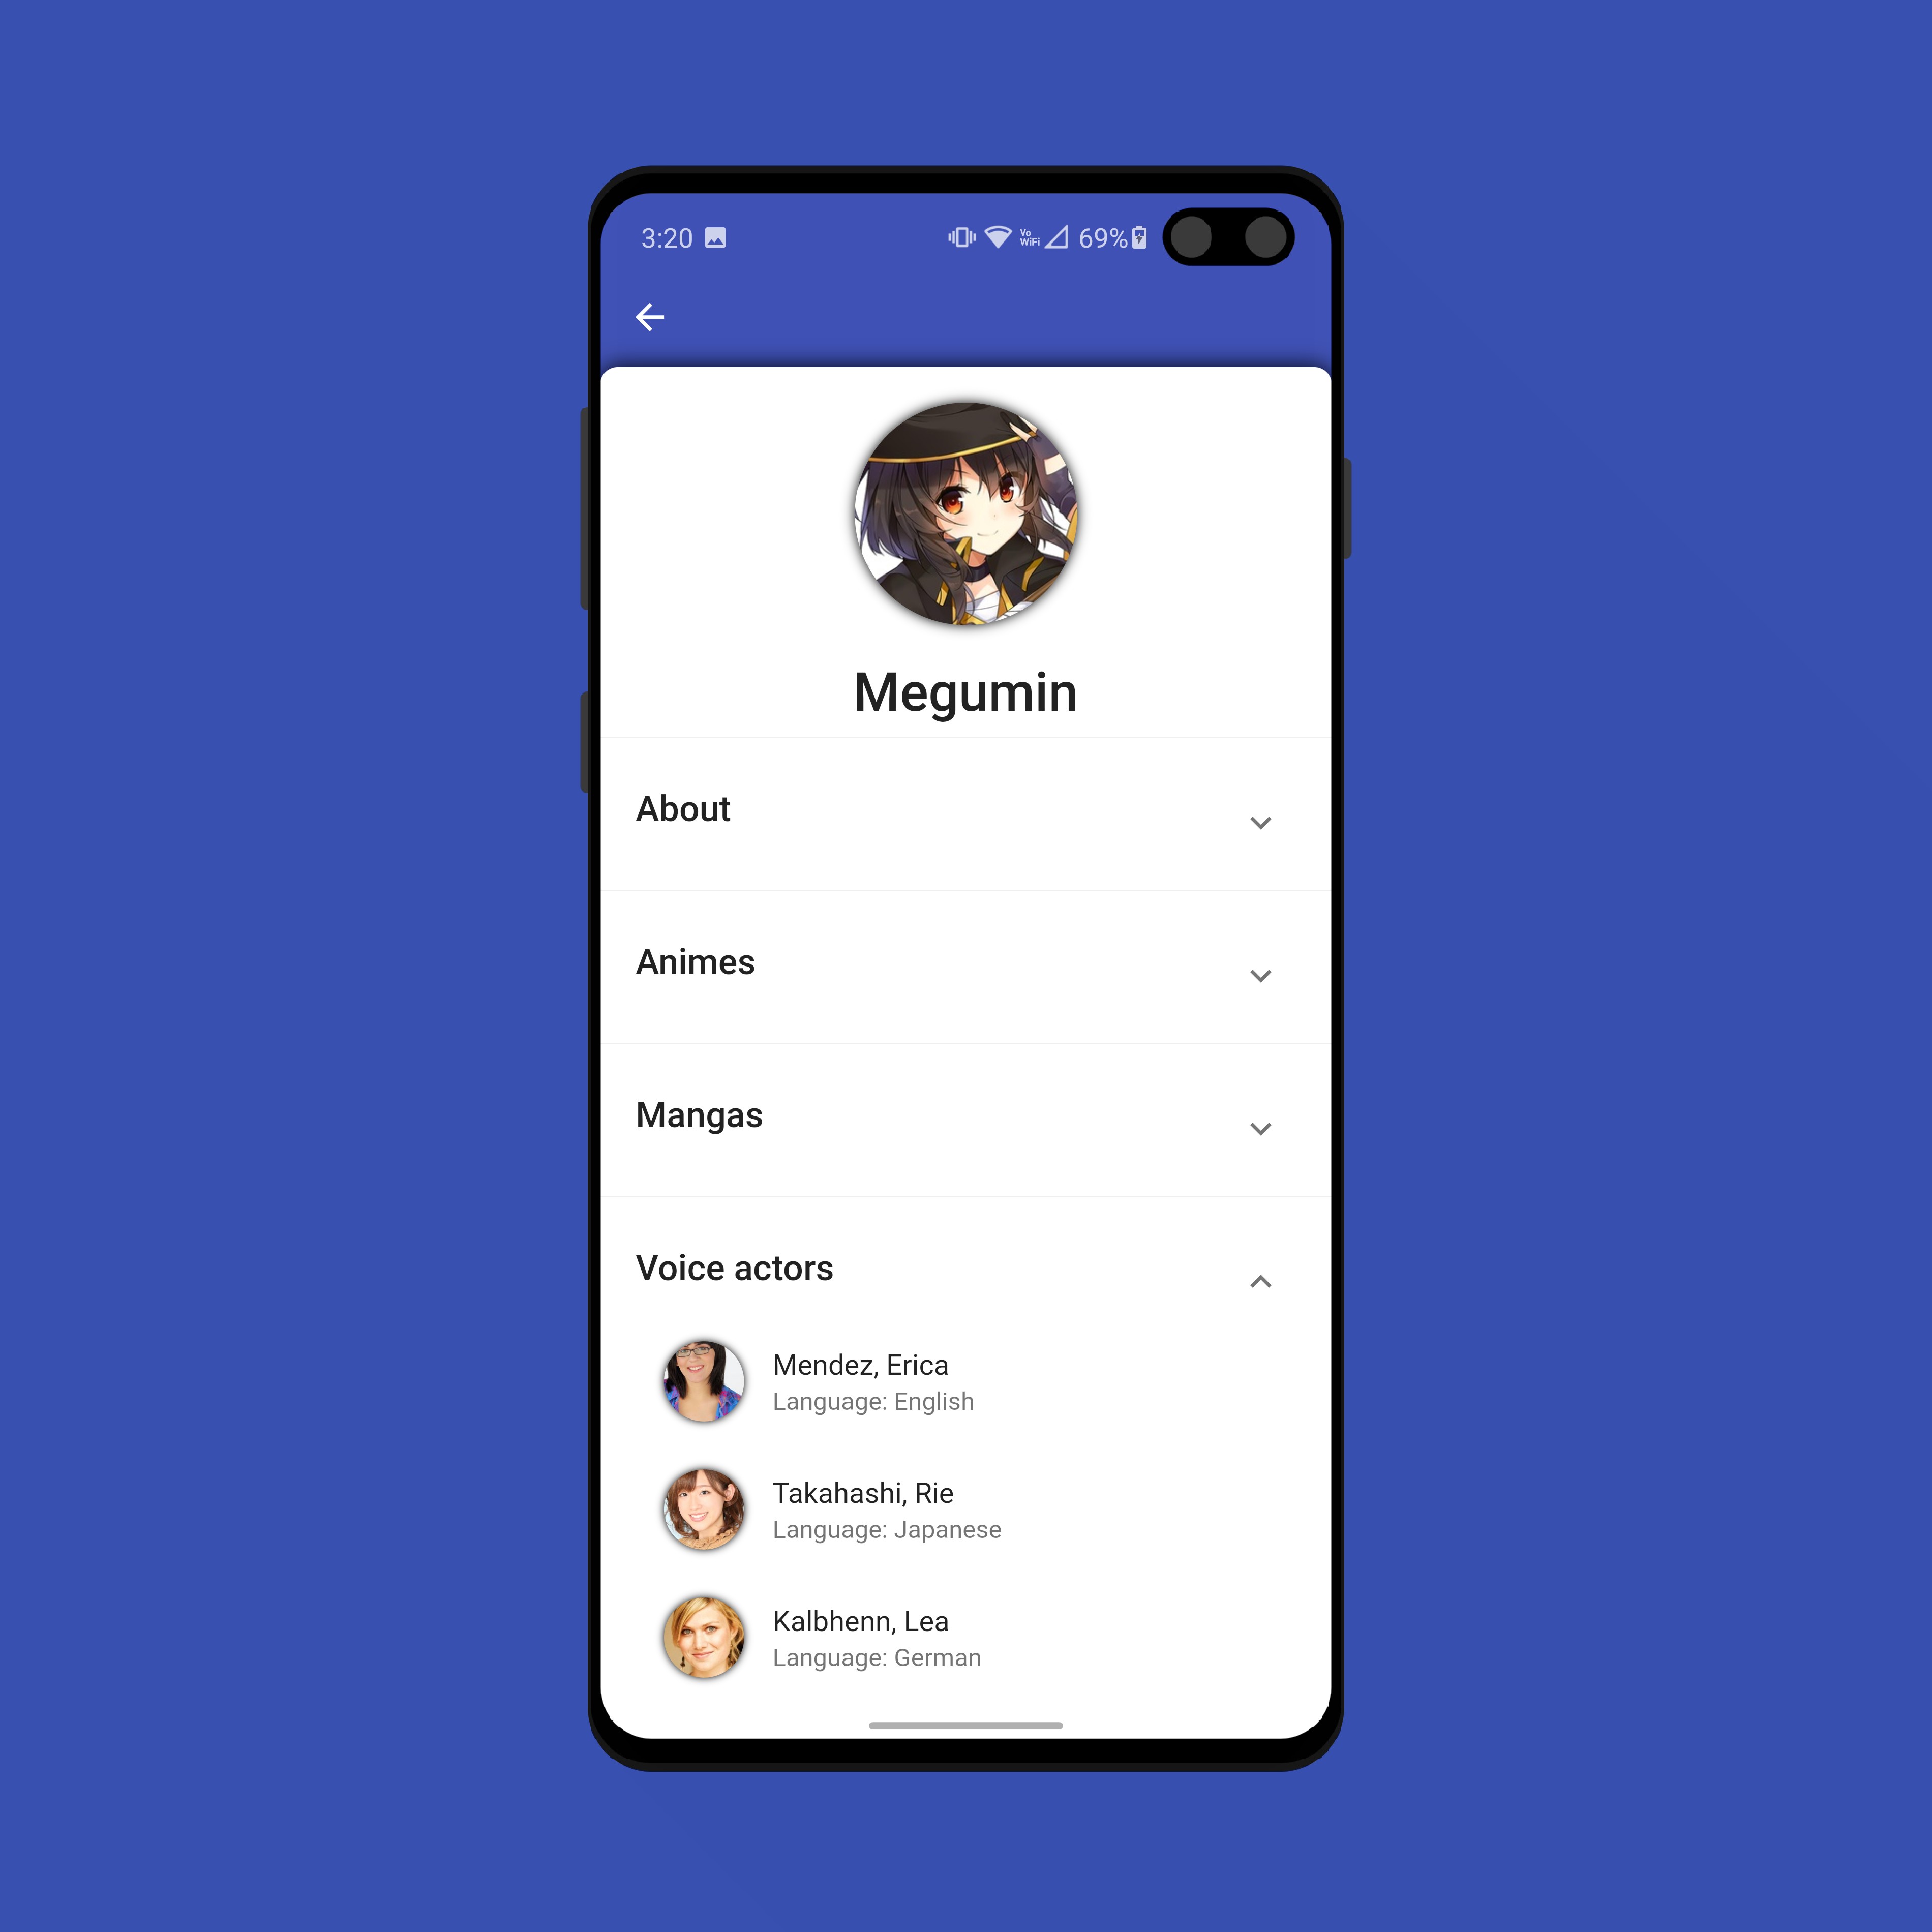 3:20 Vo WiFi 69%
Megumin
About
Animes
Mangas
Voice actors
Mendez, Erica
Language: English
Takahashi, Rie
Language: Japanese
Kalbhenn, Lea
Language: German